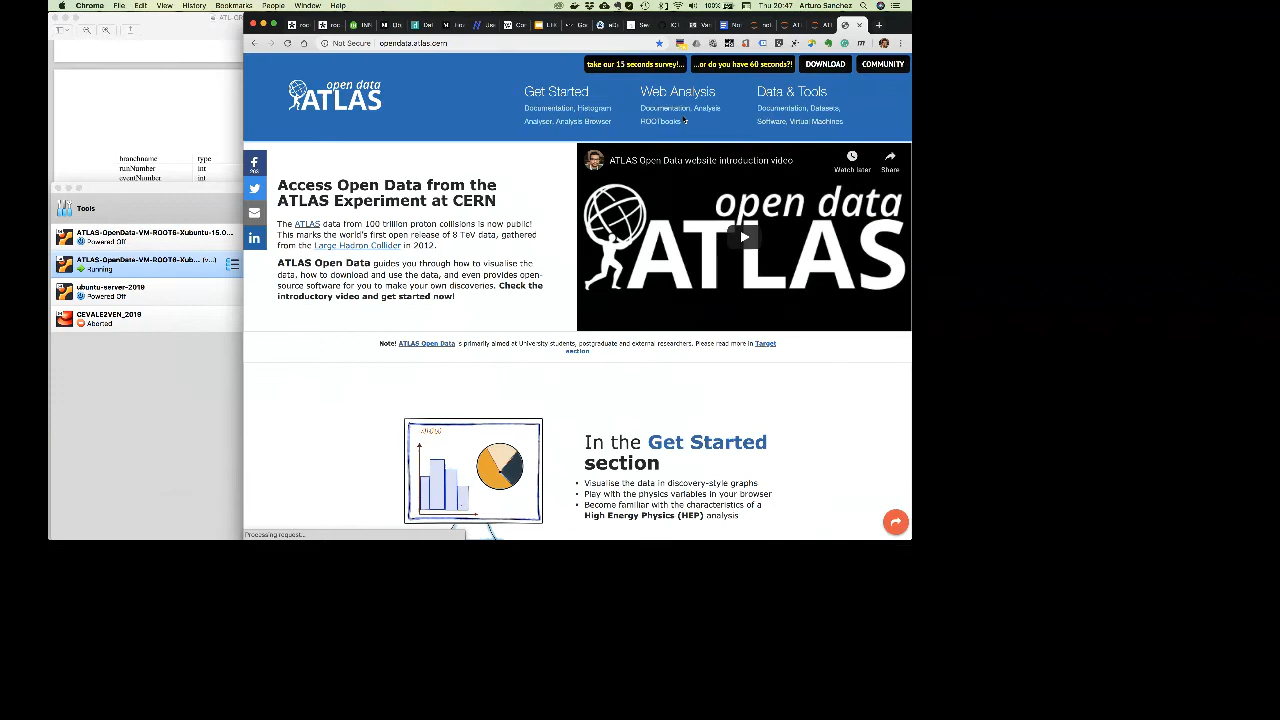 Chrome File Edit View History Bookmarks People Window Help
100% Thu 20:47 Arturo Sanchez
Not Secure | opendata.atlas.cern
take our 15 seconds survey!...
...or do you have 60 seconds?!
DOWNLOAD
COMMUNITY
open data
ATLAS
Get Started
Documentation, Histogram
Analyser, Analysis Browser
Web Analysis
Documentation, Analysis
ROOTbooks
Data & Tools
Documentation, Datasets,
Software, Virtual Machines
branchname type
runNumber int
eventNumber int
Tools
ATLAS-OpenData-VM-ROOT6-Xubuntu-15.0...
Powered Off
ATLAS-OpenData-VM-ROOT6-Xub... (v...
Running
ubuntu-server-2019
Powered Off
CEVALE2VEN_2019
Aborted
Access Open Data from the
ATLAS Experiment at CERN
The ATLAS data from 100 trillion proton collisions is now public!
This marks the world's first open release of 8 TeV data, gathered
from the Large Hadron Collider in 2012.
ATLAS Open Data guides you through how to visualise the
data, how to download and use the data, and even provides open-
source software for you to make your own discoveries. Check the
introductory video and get started now!
ATLAS Open Data website introduction video
Watch later
Share
open data
ATLAS
Note! ATLAS Open Data is primarily aimed at University students, postgraduate and external researchers. Please read more in Target
section
In the Get Started
section
• Visualise the data in discovery-style graphs
• Play with the physics variables in your browser
• Become familiar with the characteristics of a
High Energy Physics (HEP) analysis
Processing request...